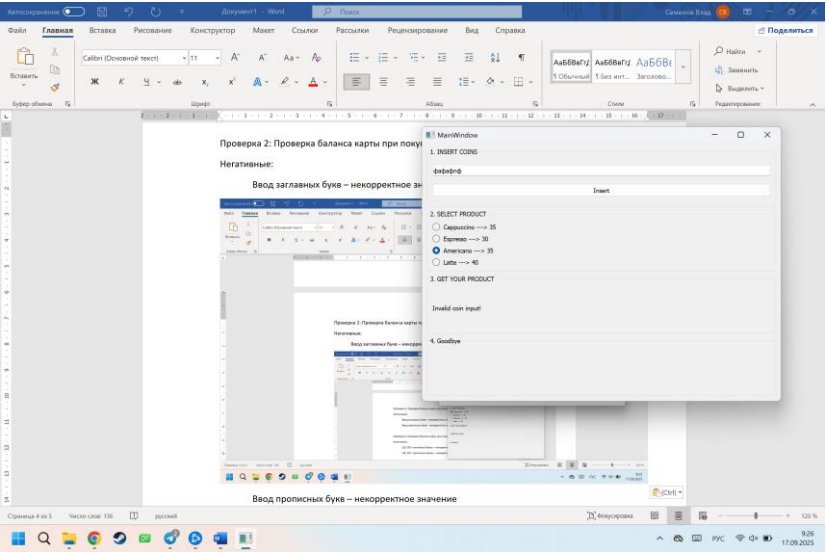 Автосохранение
Документ1 - Word
Поиск
Семенов Влад
Файл Главная Вставка Рисование Конструктор Макет Ссылки Рассылки Рецензирование Вид Справка
Поделиться
Вставить
Calibri (Основной текст) 11
Ж К Ч ab x₂ x²
АаБбВвГг АаБбВвГг АаБбВв
1 Обычный 1 Без инт... Заголово...
Найти
Заменить
Выделить
Буфер обмена Шрифт Абзац Стили Редактирование
Проверка 2: Проверка баланса карты при
Негативные:
Ввод заглавных букв – некорректное
Ввод прописных букв – некорректное значение
(Ctrl)
MainWindow
1. INSERT COINS
Insert
2. SELECT PRODUCT
Cappuccino ---> 35
Espresso ---> 30
Americano ---> 35
Latte ---> 40
3. GET YOUR PRODUCT
Invalid coin input!
4. Goodbye
Страница 4 из 5 Число слов: 136 русский
Фокусировка
120 %
РУС
9:26
17.09.2025